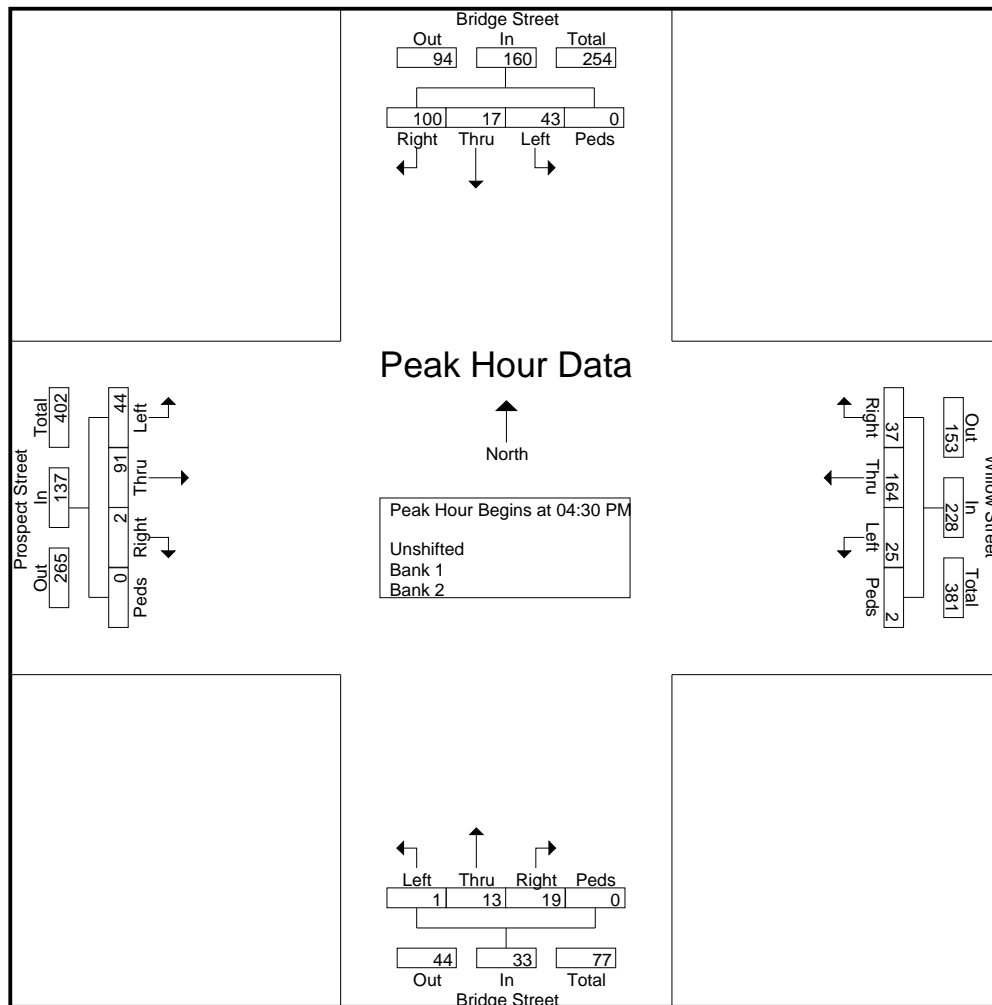 Bridge Street
Out In Total
94 160 254
100 17 43 0
Right Thru Left Peds
Peak Hour Data
North
Peak Hour Begins at 04:30 PM
Unshifted
Bank 1
Bank 2
Prospect Street
Out In Total
265 137 402
44 91 2 0
Left Thru Right Peds
Willow Street
Out In Total
153 228 381
37 164 25 2
Right Thru Left Peds
Left Thru Right Peds
1 13 19 0
44 33 77
Out In Total
Bridge Street